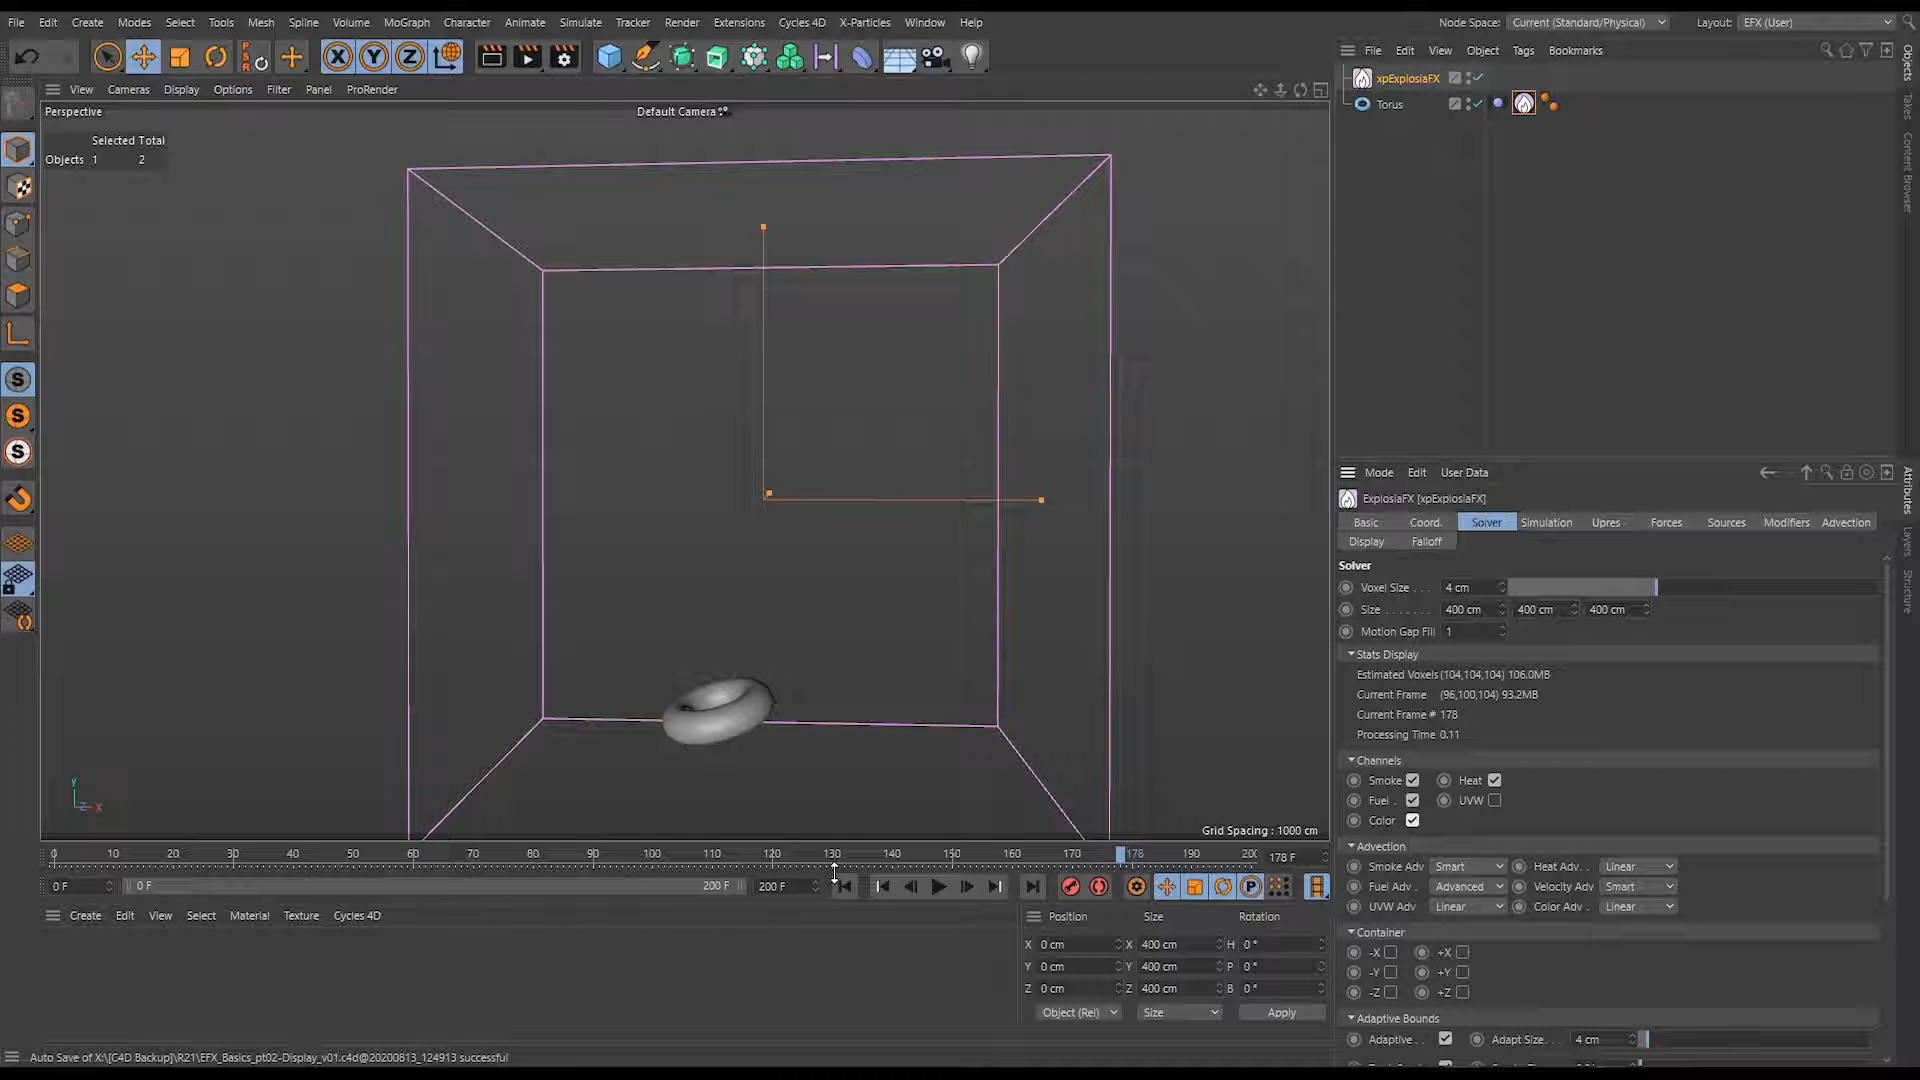 File Edit Create Modes Select Tools Mesh Spline Volume MoGraph Character Animate Simulate Tracker Render Extensions Cycles 4D X-Particles Window Help Node Space: Current (Standard/Physical) Layout: EFX (User)
PSR X Y Z
File Edit View Object Tags Bookmarks
xpExplosiaFX
Torus
View Cameras Display Options Filter Panel ProRender
Perspective
Default Camera
Selected Total
Objects 1 2
S
S
S
Y
Z X
Grid Spacing : 1000 cm
0 10 20 30 40 50 60 70 80 90 100 110 120 130 140 150 160 170 178 190 200 178 F
0 F 0 F 200 F 200 F P
Create Edit View Select Material Texture Cycles 4D
Position Size Rotation
X 0 cm X 400 cm H 0 °
Y 0 cm Y 400 cm P 0 °
Z 0 cm Z 400 cm B 0 °
Object (Rel) Size Apply
Auto Save of X:\[C4D Backup]\R21\EFX_Basics_pt02-Display_v01.c4d@20200813_124913 successful
Mode Edit User Data
ExplosiaFX [xpExplosiaFX]
Basic Coord. Solver Simulation Upres Forces Sources Modifiers Advection
Display Falloff
Solver
Voxel Size . . . 4 cm
Size . . . . . . . 400 cm 400 cm 400 cm
Motion Gap Fill 1
Stats Display
Estimated Voxels (104,104,104) 106.0MB
Current Frame (96,100,104) 93.2MB
Current Frame # 178
Processing Time 0.11
Channels
Smoke Heat
Fuel . UVW
Color
Advection
Smoke Adv Smart Heat Adv . Linear
Fuel Adv . Advanced Velocity Adv Smart
UVW Adv Linear Color Adv . Linear
Container
-X +X
-Y +Y
-Z +Z
Adaptive Bounds
Adaptive . . Adapt Size. . . 4 cm
Objects
Takes
Content Browser
Attributes
Layers
Structure